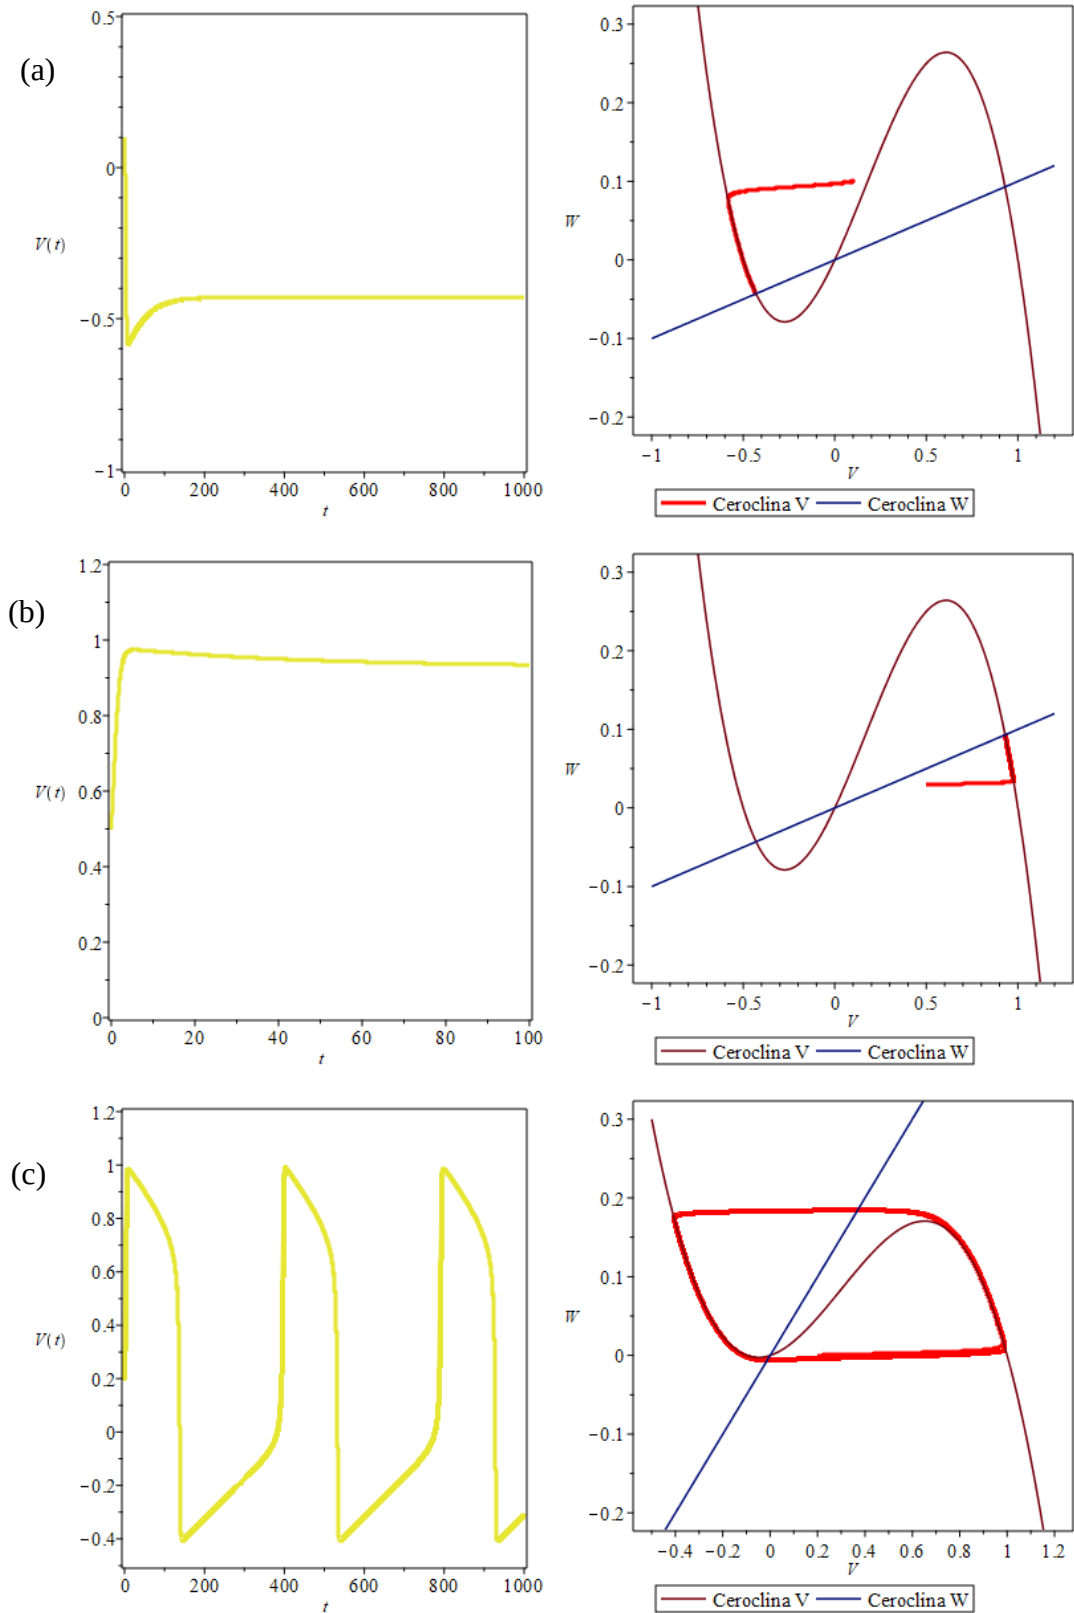 (a)
0.5
0
V(t)
−0.5
−1
0 200 400 600 800 1000
t
0.3
0.2
0.1
W
0
−0.1
−0.2
−1 −0.5 0 0.5 1
V
Ceroclina V Ceroclina W
(b)
1.2
1
0.8
V(t)
0.6
0.4
0.2
0
0 20 40 60 80 100
t
0.3
0.2
0.1
W
0
−0.1
−0.2
−1 −0.5 0 0.5 1
V
Ceroclina V Ceroclina W
(c)
1.2
1
0.8
0.6
0.4
V(t)
0.2
0
−0.2
−0.4
0 200 400 600 800 1000
t
0.3
0.2
0.1
W
0
−0.1
−0.2
−0.4 −0.2 0 0.2 0.4 0.6 0.8 1 1.2
V
Ceroclina V Ceroclina W